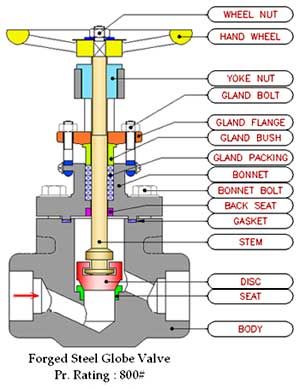 WHEEL NUT
HAND WHEEL
YOKE NUT
GLAND BOLT
GLAND FLANGE
GLAND BUSH
GLAND PACKING
BONNET
BONNET BOLT
BACK SEAT
GASKET
STEM
DISC
SEAT
BODY
Forged Steel Globe Valve
Pr. Rating : 800#